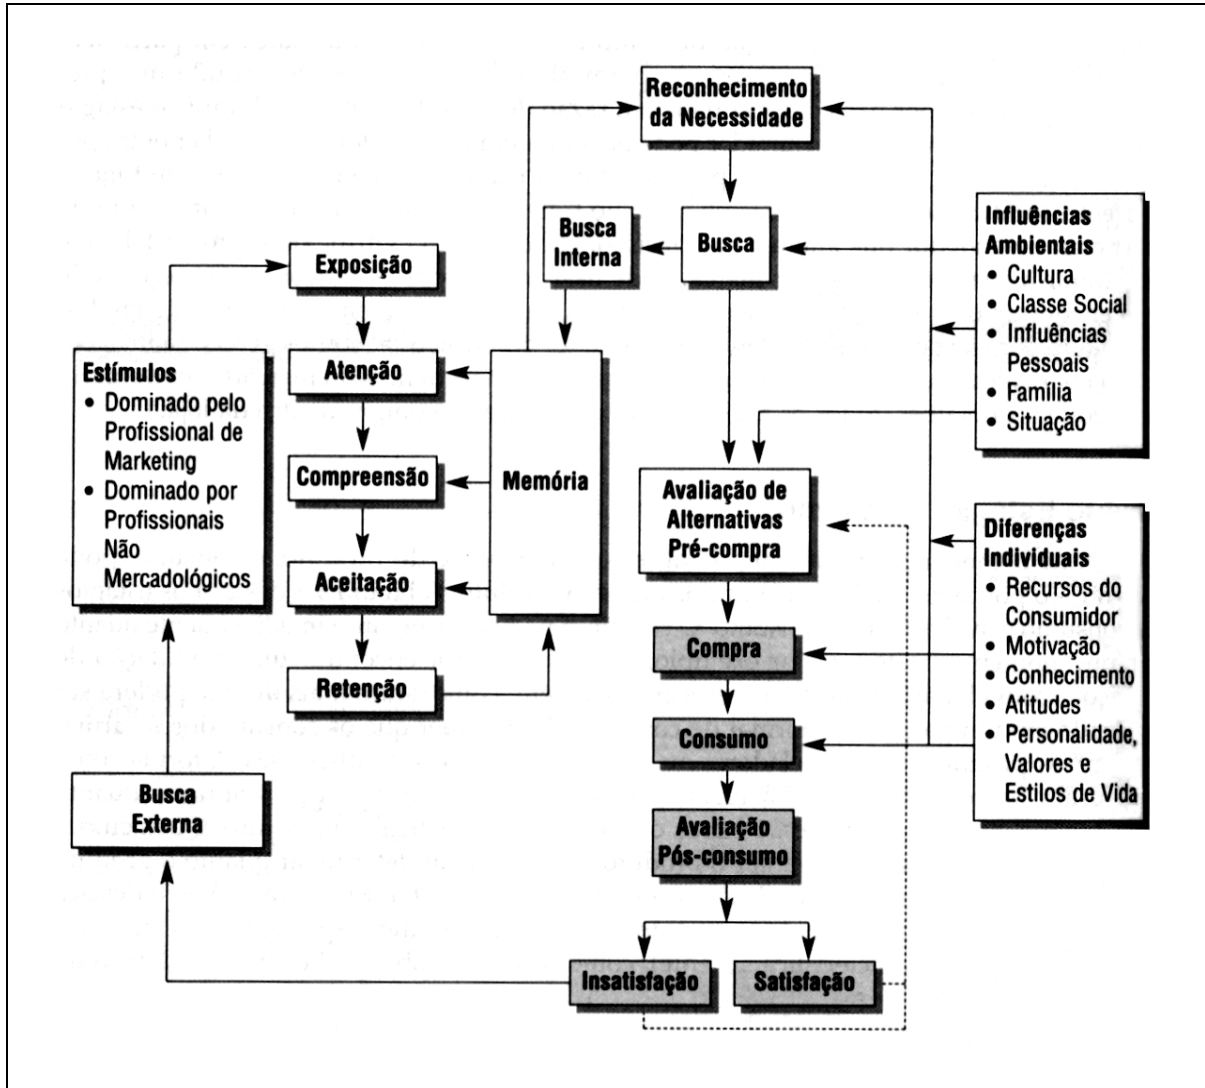 Reconhecimento
da Necessidade
Busca
Interna
Busca
Influências
Ambientais
• Cultura
• Classe Social
• Influências
Pessoais
• Família
• Situação
Exposição
Estímulos
• Dominado pelo
Profissional de
Marketing
• Dominado por
Profissionais
Não
Mercadológicos
Atenção
Compreensão
Aceitação
Retenção
Memória
Avaliação de
Alternativas
Pré-compra
Diferenças
Individuais
• Recursos do
Consumidor
• Motivação
• Conhecimento
• Atitudes
• Personalidade,
Valores e
Estilos de Vida
Compra
Consumo
Avaliação
Pós-consumo
Busca
Externa
Insatisfação
Satisfação